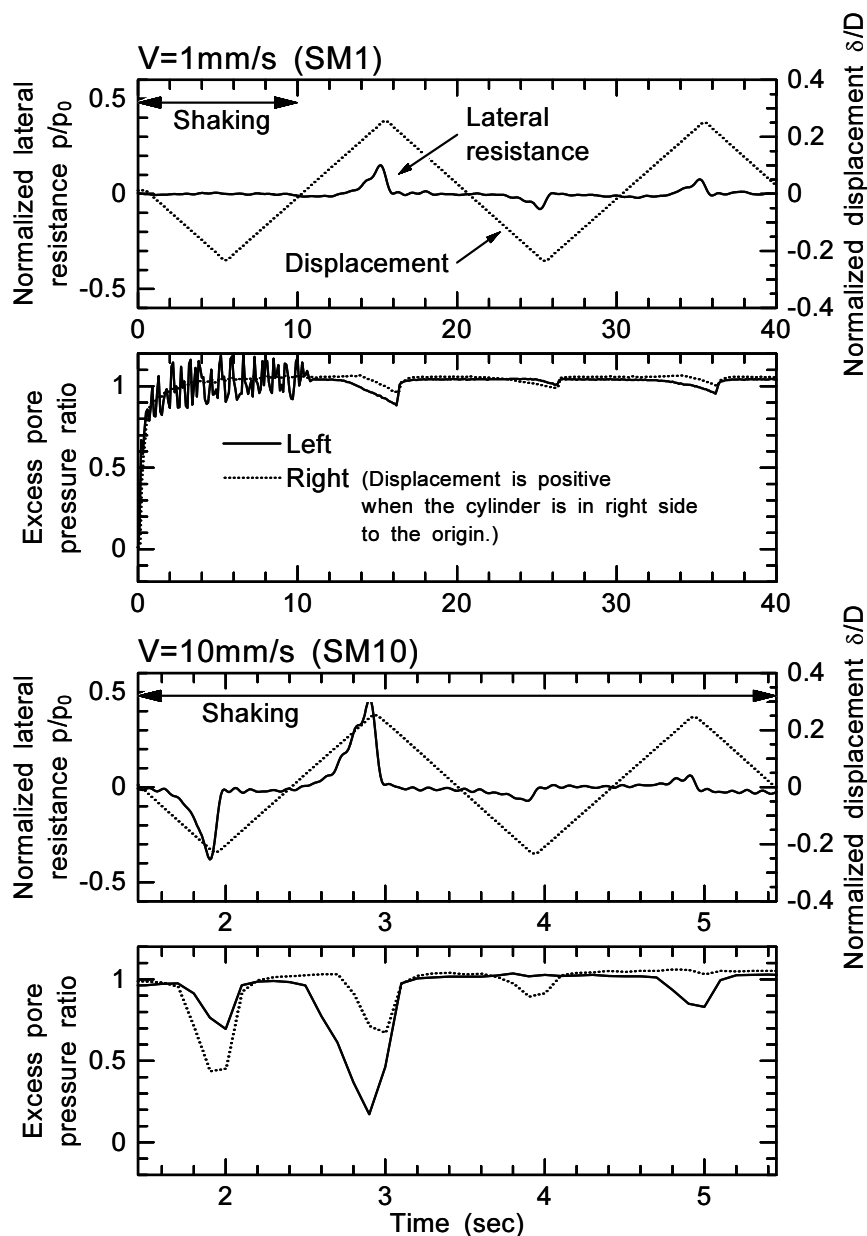 V=1mm/s (SM1)
Normalized lateral
resistance p/p0
0.5
0
-0.5
Shaking
Lateral
resistance
Displacement
0.4
0.2
0
-0.2
-0.4
Normalized displacement δ/D
0 10 20 30 40
Excess pore
pressure ratio
1
0.5
0
Left
Right (Displacement is positive
when the cylinder is in right side
to the origin.)
0 10 20 30 40
V=10mm/s (SM10)
Normalized lateral
resistance p/p0
0.5
0
-0.5
Shaking
0.4
0.2
0
-0.2
-0.4
Normalized displacement δ/D
2 3 4 5
Excess pore
pressure ratio
1
0.5
0
2 3 4 5
Time (sec)